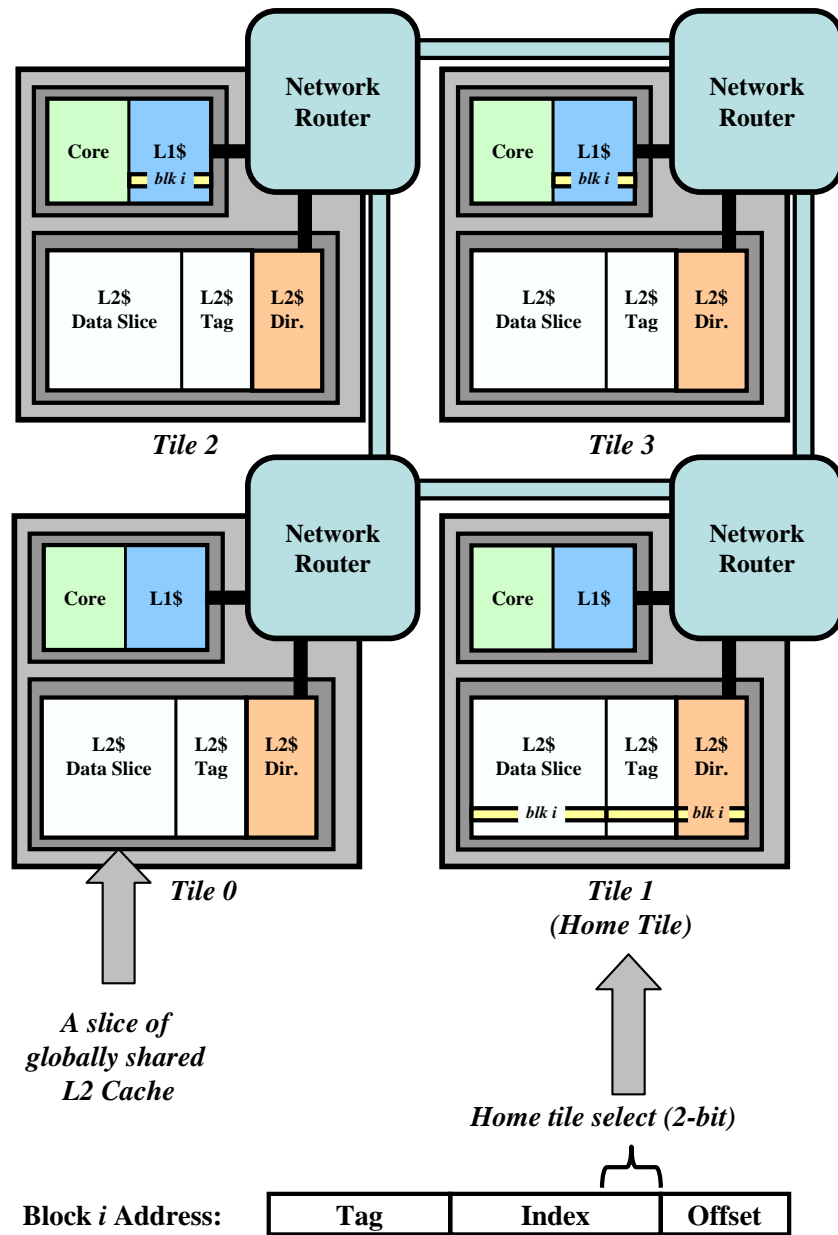 Network
Router
Network
Router
Core
L1$
blk i
Core
L1$
blk i
L2$
Data Slice
L2$
Tag
L2$
Dir.
L2$
Data Slice
L2$
Tag
L2$
Dir.
Tile 2
Tile 3
Network
Router
Network
Router
Core
L1$
Core
L1$
L2$
Data Slice
L2$
Tag
L2$
Dir.
L2$
Data Slice
L2$
Tag
L2$
Dir.
blk i
blk i
Tile 0
Tile 1
(Home Tile)
A slice of
globally shared
L2 Cache
Home tile select (2-bit)
Block i Address:
Tag
Index
Offset